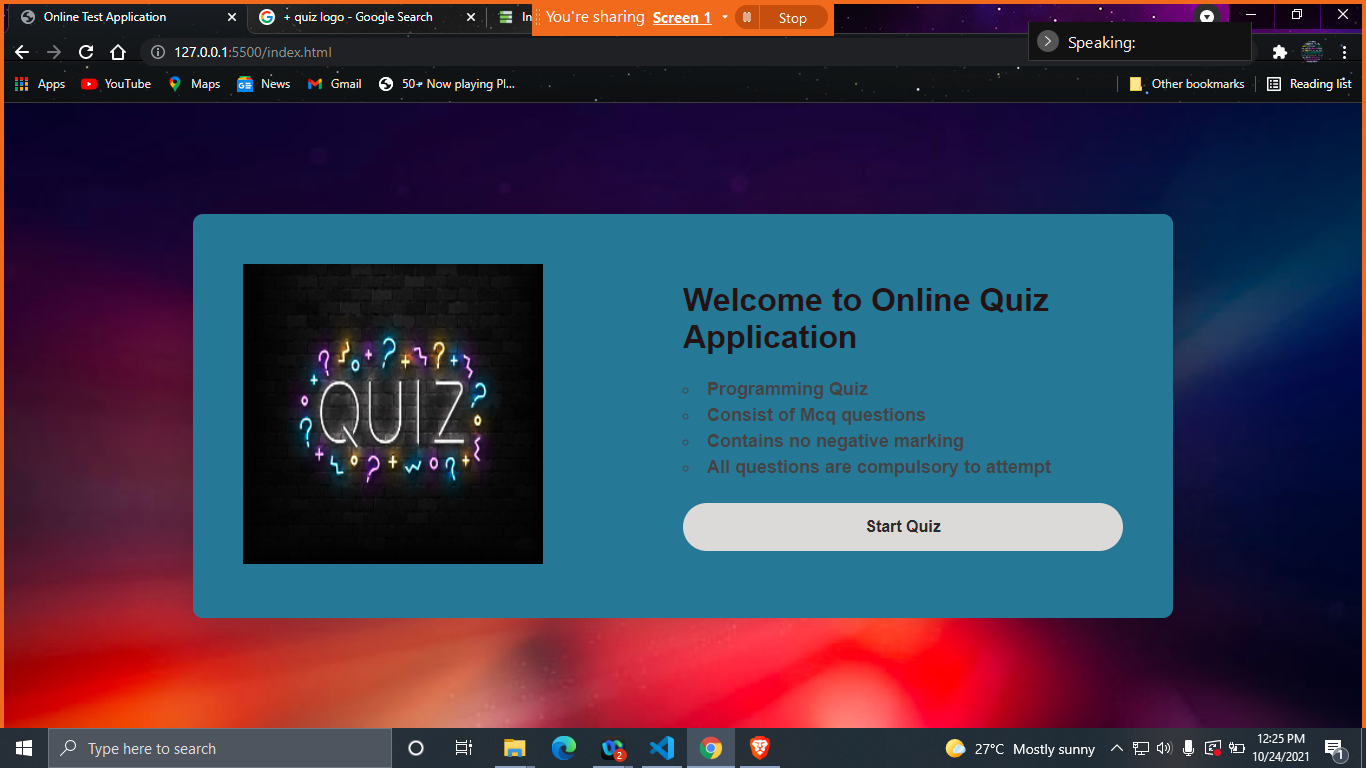 Online Test Application
+ quiz logo - Google Search
In
You're sharing Screen 1
Stop
127.0.0.1:5500/index.html
Speaking:
Apps
YouTube
Maps
Gmail
News
50+ Now playing Pl...
Other bookmarks
Reading list
QUIZ
Welcome to Online Quiz
Application
Programming Quiz
Consist of Mcq questions
Contains no negative marking
All questions are compulsory to attempt
Start Quiz
Type here to search
2
27°C Mostly sunny
12:25 PM
10/24/2021
1